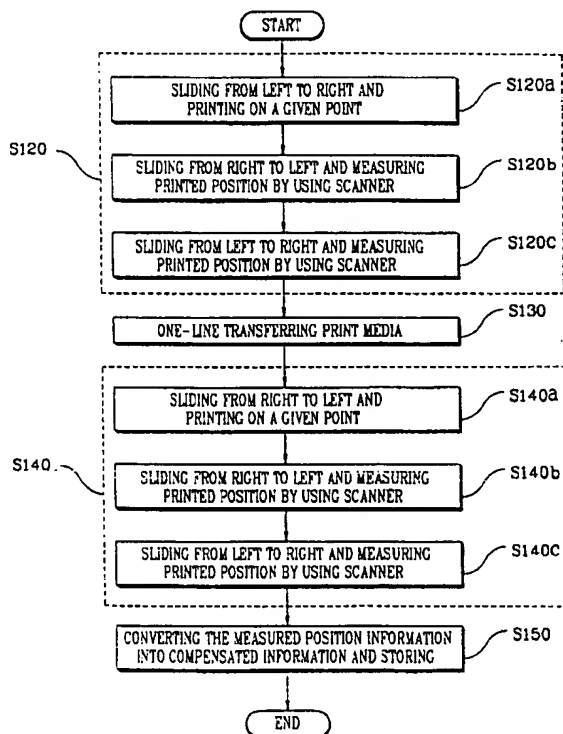 START
SLIDING FROM LEFT TO RIGHT AND
PRINTING ON A GIVEN POINT
S120a
S120
SLIDING FROM RIGHT TO LEFT AND MEASURING
PRINTED POSITION BY USING SCANNER
S120b
SLIDING FROM LEFT TO RIGHT AND MEASURING
PRINTED POSITION BY USING SCANNER
S120C
ONE-LINE TRANSFERRING PRINT MEDIA
S130
SLIDING FROM RIGHT TO LEFT AND
PRINTING ON A GIVEN POINT
S140a
S140
SLIDING FROM RIGHT TO LEFT AND MEASURING
PRINTED POSITION BY USING SCANNER
S140b
SLIDING FROM LEFT TO RIGHT AND MEASURING
PRINTED POSITION BY USING SCANNER
S140C
CONVERTING THE MEASURED POSITION INFORMATION
INTO COMPENSATED INFORMATION AND STORING
S150
END